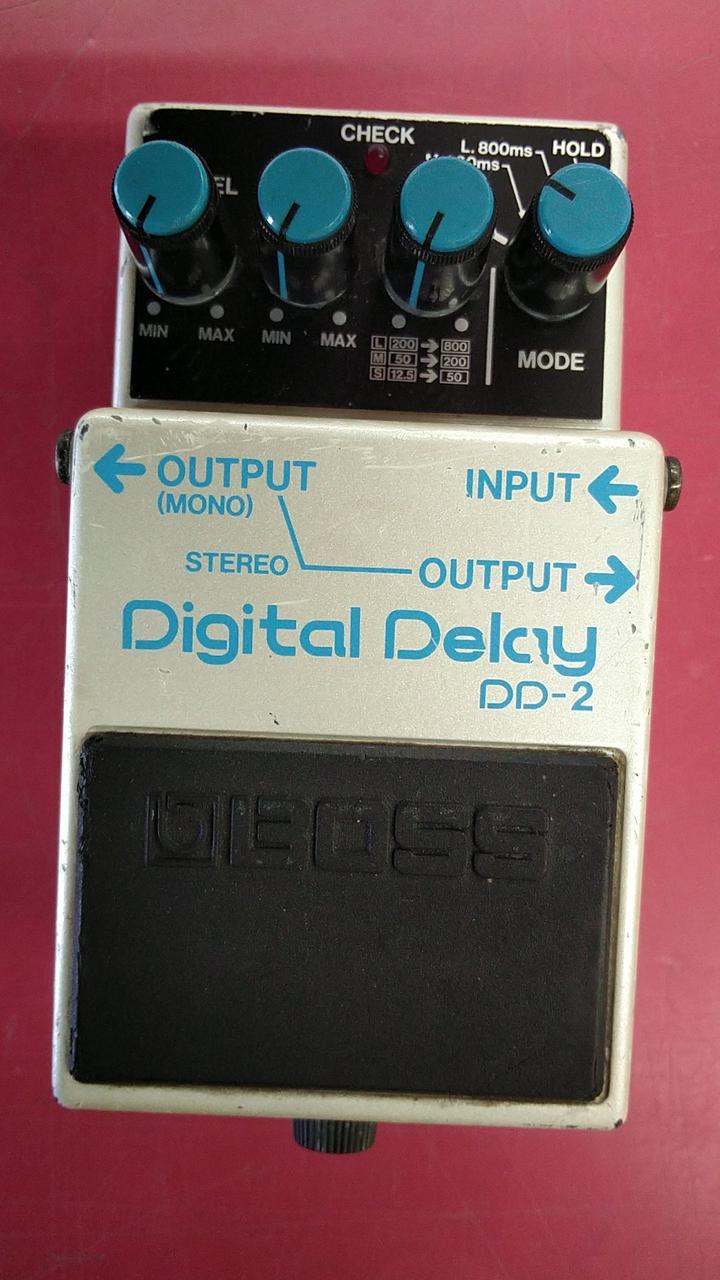 CHECK
HOLD
L. 800ms
MIN MAX MIN MAX
L 200 → 800
M 50 → 200
S 12.5 → 50
MODE
← OUTPUT
(MONO)
INPUT ←
STEREO
OUTPUT →
Digital Delay
DD-2
BOSS